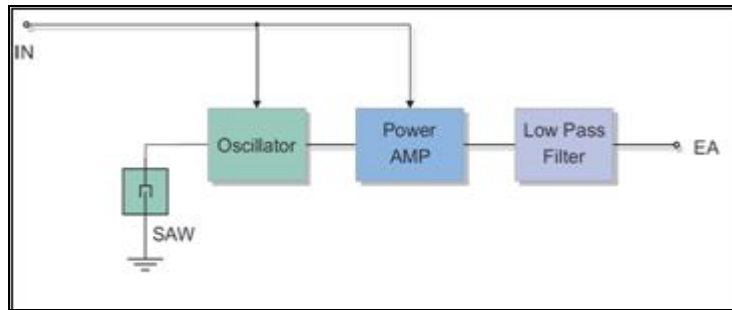 IN
Oscillator
Power
AMP
Low Pass
Filter
EA
SAW